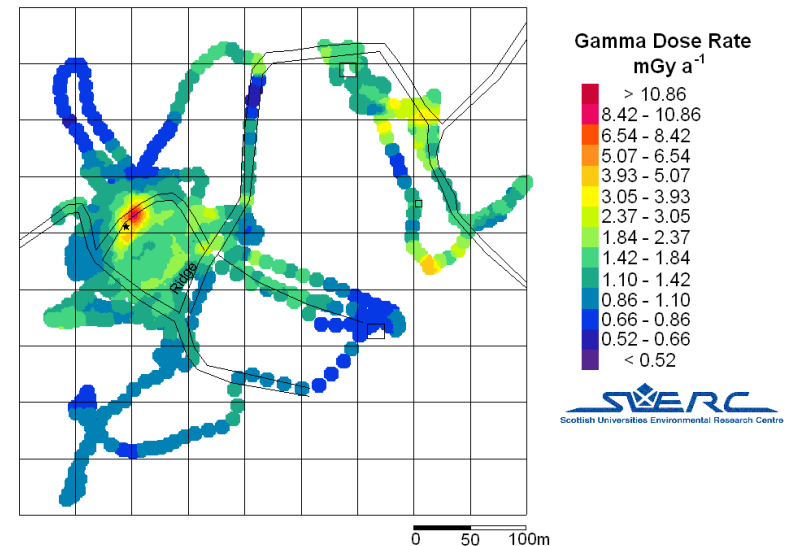 Gamma Dose Rate
mGy a-1
> 10.86
8.42 - 10.86
6.54 - 8.42
5.07 - 6.54
3.93 - 5.07
3.05 - 3.93
2.37 - 3.05
1.84 - 2.37
1.42 - 1.84
1.10 - 1.42
0.86 - 1.10
0.66 - 0.86
0.52 - 0.66
< 0.52
Ridge
SUERC
Scottish Universities Environmental Research Centre
0 50 100m